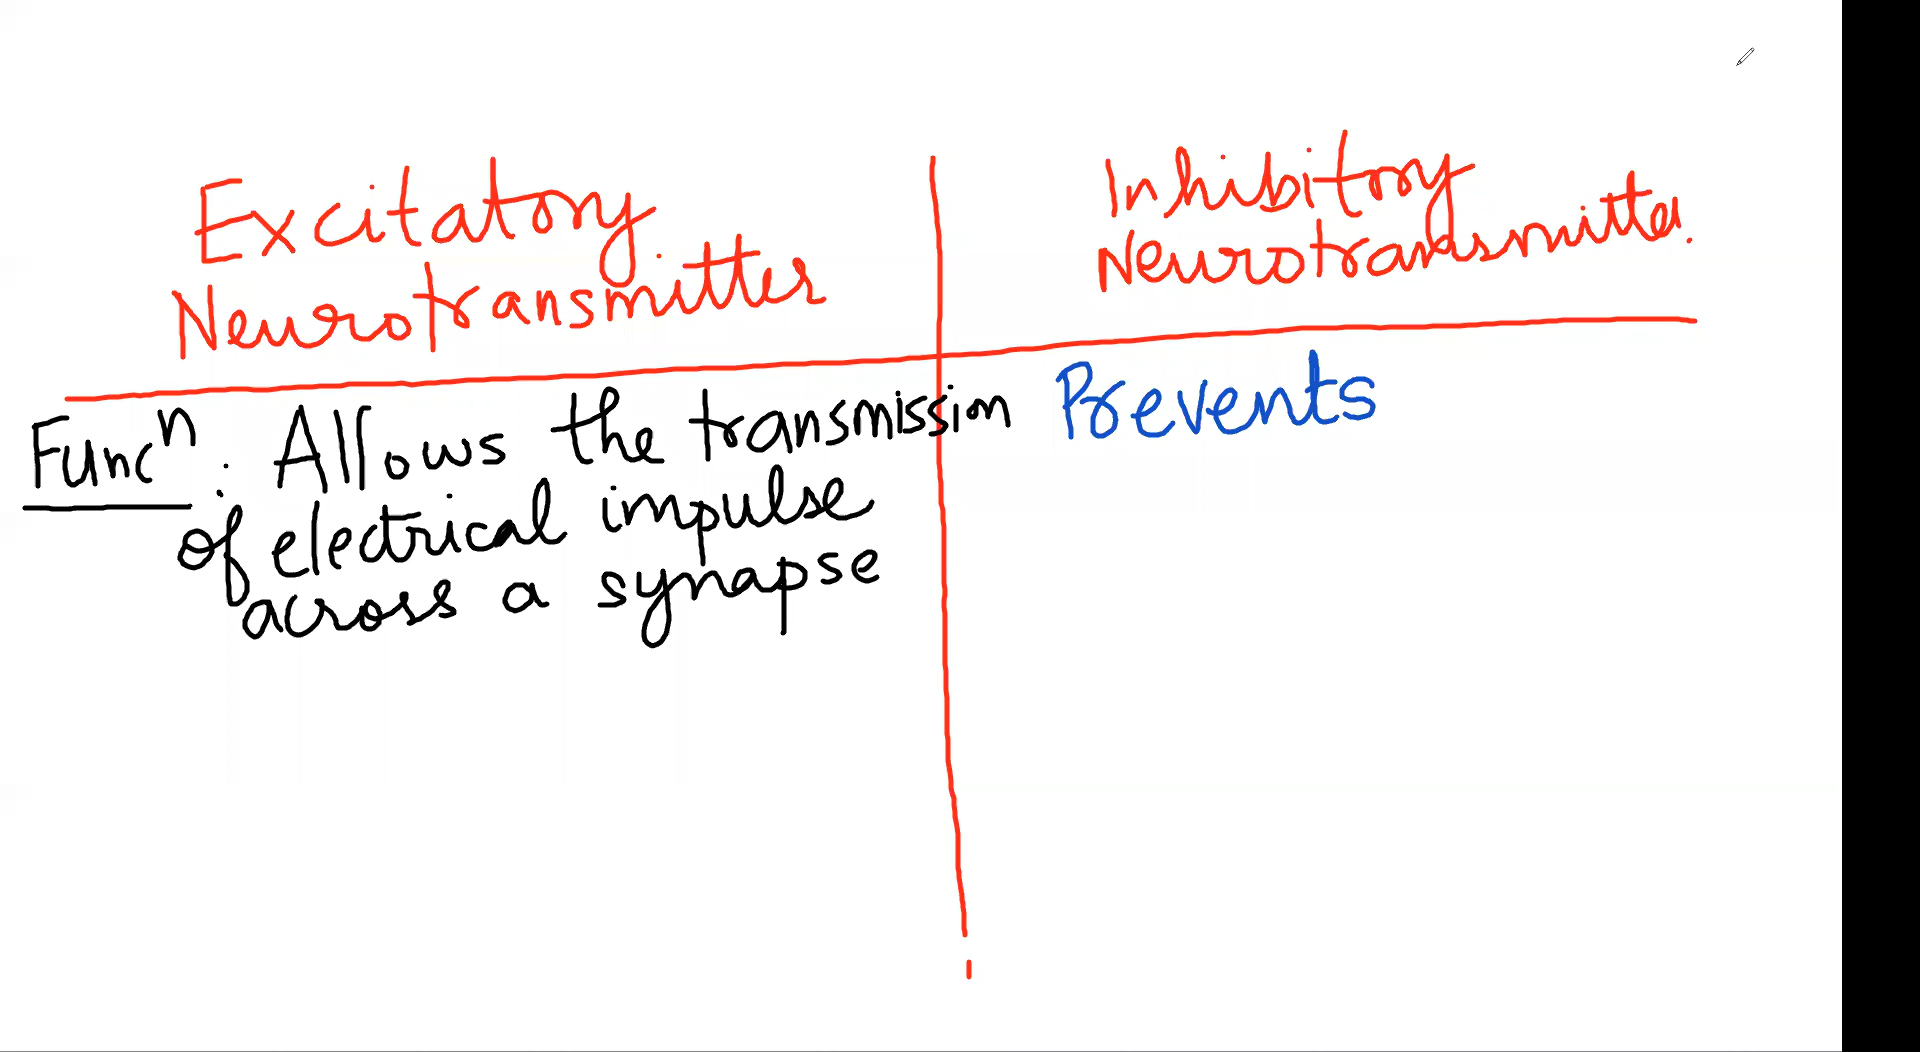 Excitatory
Neurotransmitter
Inhibitory
Neurotransmitter.
Funcⁿ: Allows the transmission
of electrical impulse
across a synapse
Prevents